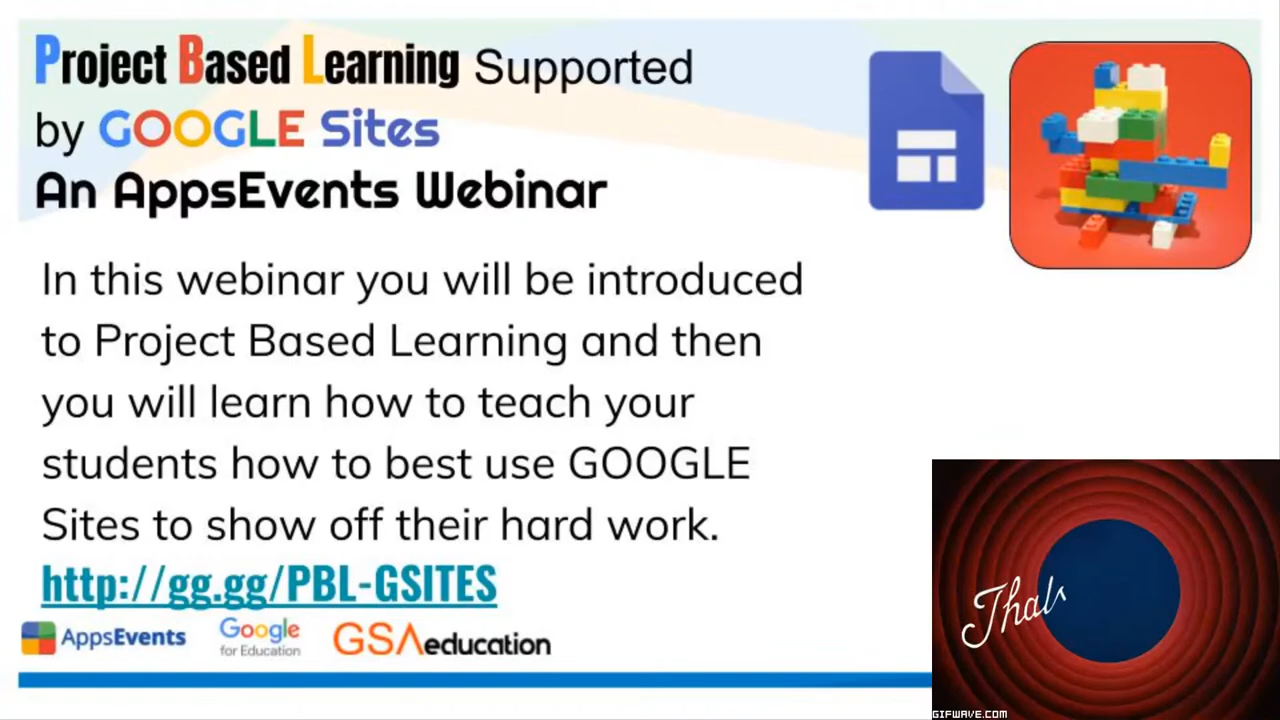 Project Based Learning Supported
by GOOGLE Sites
An AppsEvents Webinar
In this webinar you will be introduced
to Project Based Learning and then
you will learn how to teach your
students how to best use GOOGLE
Sites to show off their hard work.
http://gg.gg/PBL-GSITES
AppsEvents
Google
for Education
GSAeducation
GIFWAVE.COM